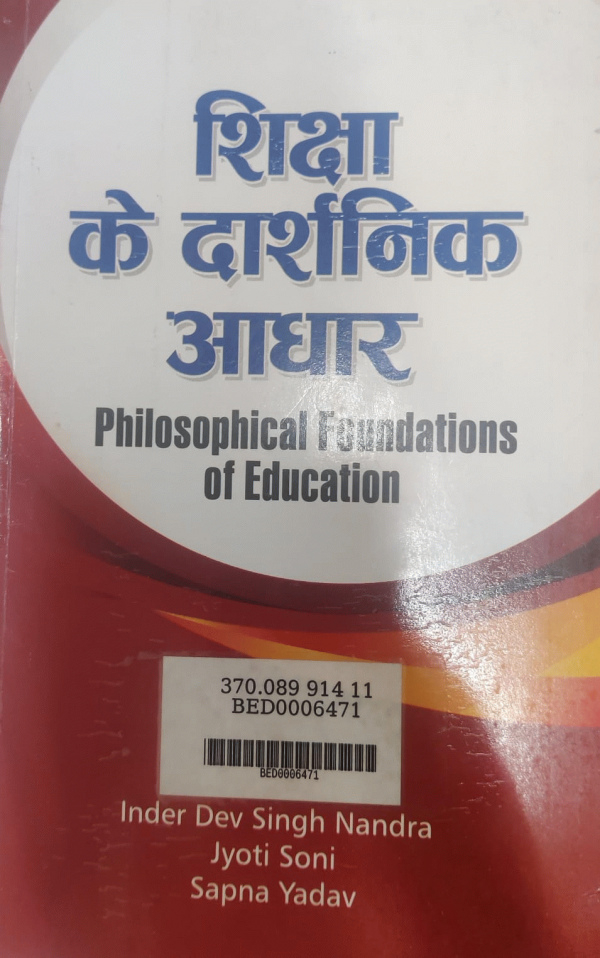 शिक्षा
के दार्शनिक
आधार
Philosophical Foundations
of Education
370.089 914 11
BED0006471
BED0006471
Inder Dev Singh Nandra
Jyoti Soni
Sapna Yadav